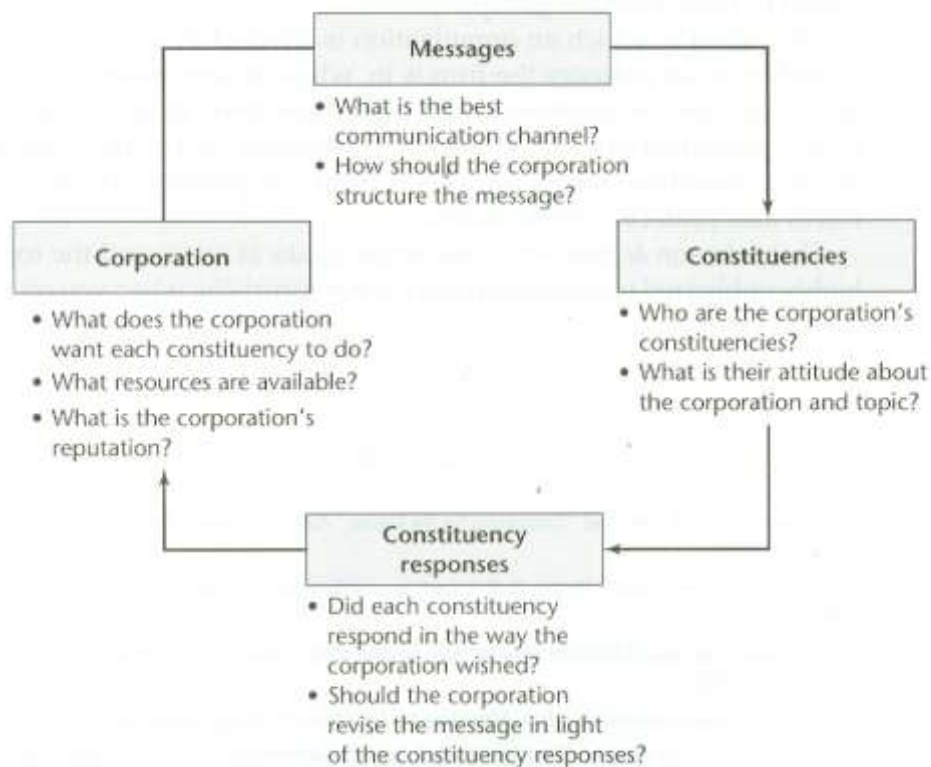 Messages
• What is the best
communication channel?
• How should the corporation
structure the message?
Corporation
• What does the corporation
want each constituency to do?
• What resources are available?
• What is the corporation's
reputation?
Constituencies
• Who are the corporation's
constituencies?
• What is their attitude about
the corporation and topic?
Constituency
responses
• Did each constituency
respond in the way the
corporation wished?
• Should the corporation
revise the message in light
of the constituency responses?